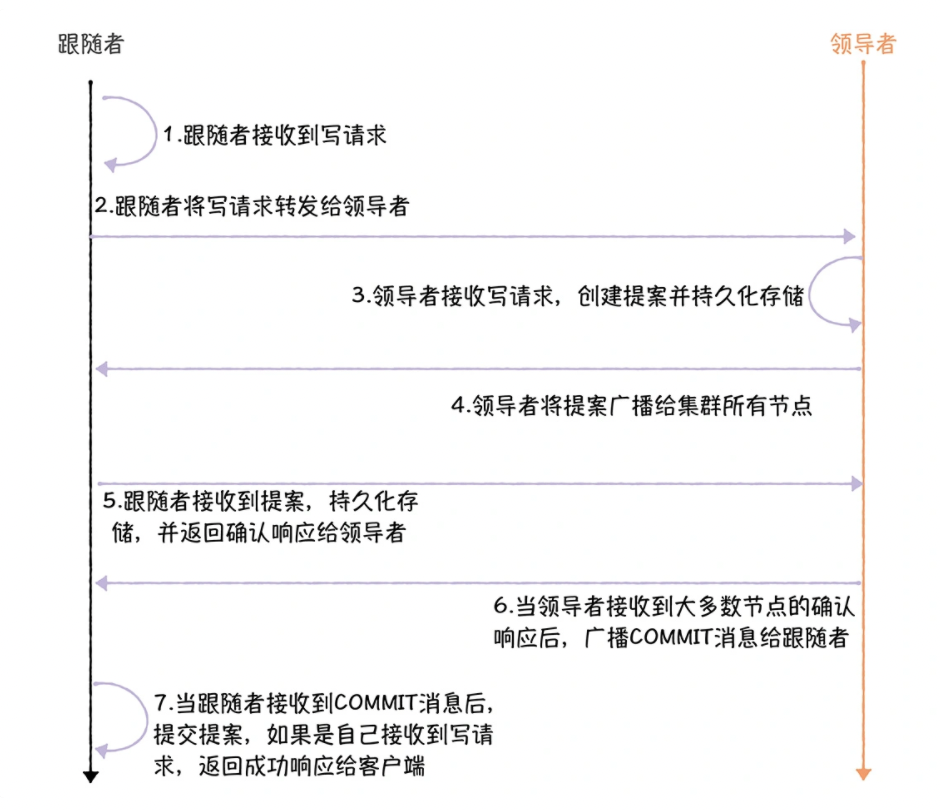 跟随者
领导者
1.跟随者接收到写请求
2.跟随者将写请求转发给领导者
3.领导者接收写请求，创建提案并持久化存储
4.领导者将提案广播给集群所有节点
5.跟随者接收到提案，持久化存
储，并返回确认响应给领导者
6.当领导者接收到大多数节点的确认
响应后，广播COMMIT消息给跟随者
7.当跟随者接收到COMMIT消息后，
提交提案，如果是自己接收到写请
求，返回成功响应给客户端